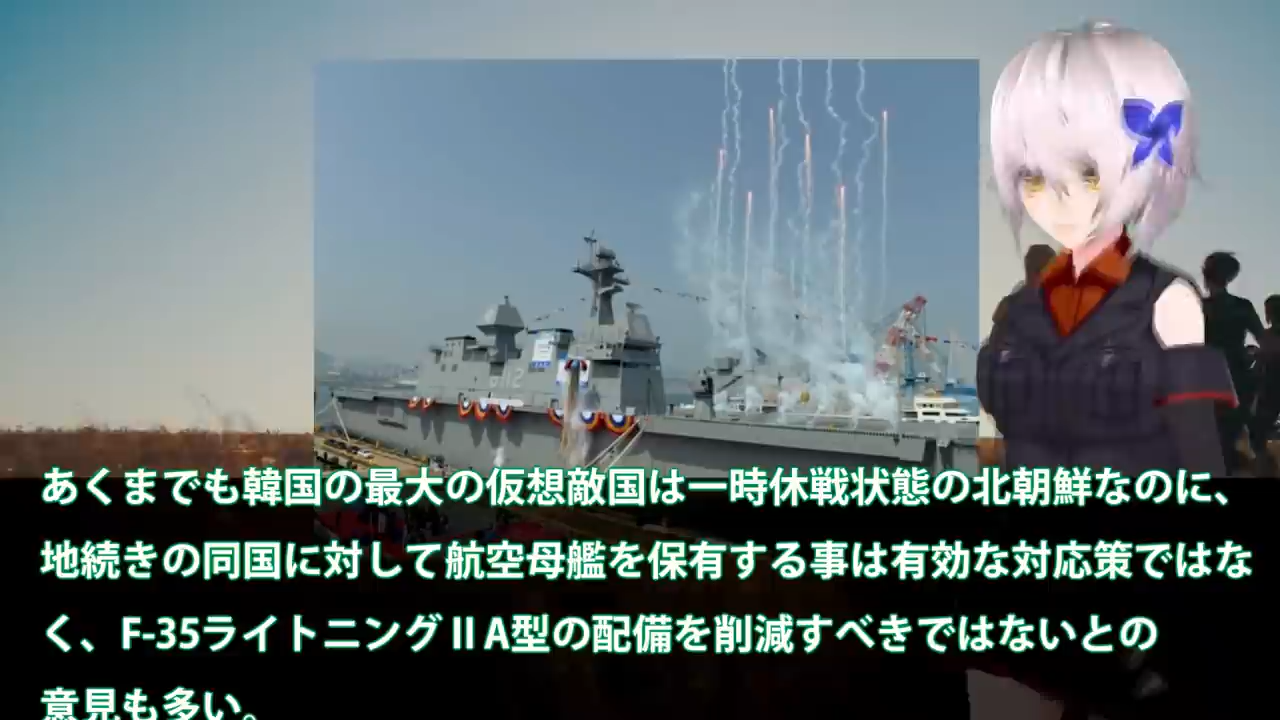 6112
あくまでも韓国の最大の仮想敵国は一時休戦状態の北朝鮮なのに、
地続きの同国に対して航空母艦を保有する事は有効な対応策ではな
く、F-35ライトニングⅡA型の配備を削減すべきではないとの
意見も多い。